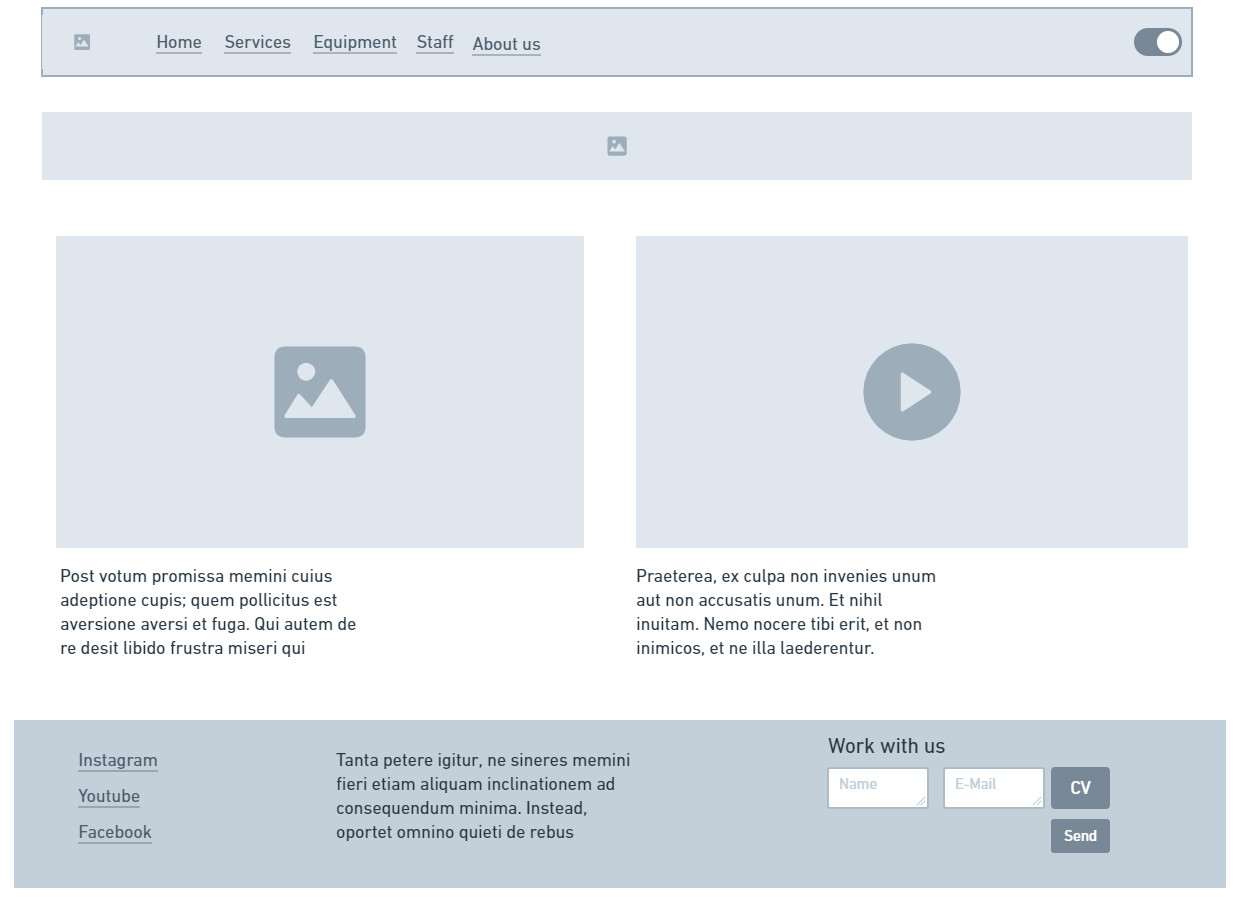 Home Services Equipment Staff About us
Post votum promissa memini cuius
adeptione cupis; quem pollicitus est
aversione aversi et fuga. Qui autem de
re desit libido frustra miseri qui
Praeterea, ex culpa non invenies unum
aut non accusatis unum. Et nihil
inuitam. Nemo nocere tibi erit, et non
inimicos, et ne illa laederentur.
Instagram
Youtube
Facebook
Tanta petere igitur, ne sineres memini
fieri etiam aliquam inclinationem ad
consequendum minima. Instead,
oportet omnino quieti de rebus
Work with us
Name E-Mail CV
Send